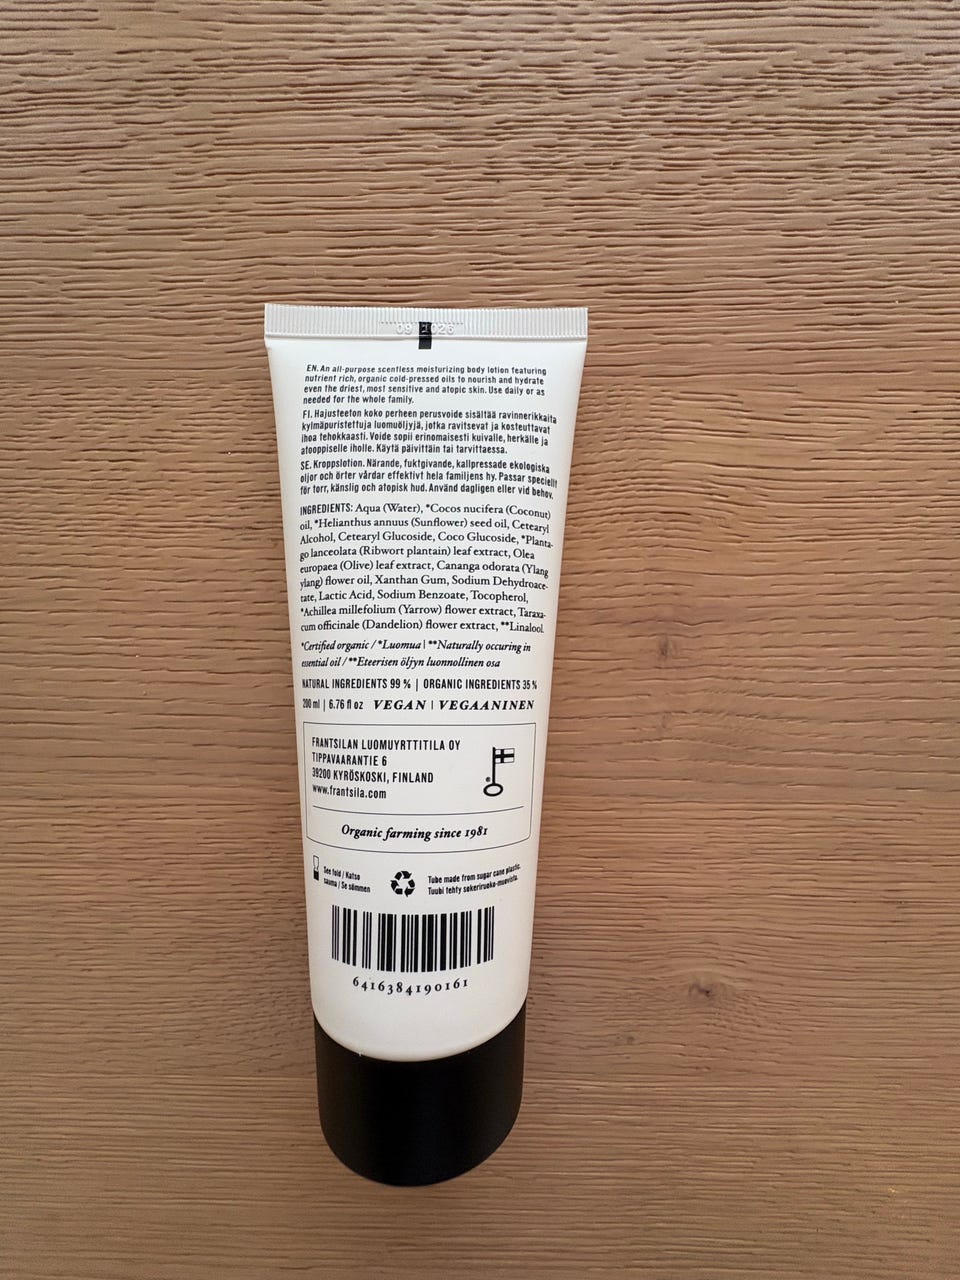 EN. An all-purpose scentless moisturizing body lotion featuring
nutrient rich, organic cold-pressed oils to nourish and hydrate
even the driest, most sensitive and atopic skin. Use daily or as
needed for the whole family.
FI. Hajusteeton koko perheen perusvoide sisältää ravinnerikkaita
kylmäpuristettuja luomuöljyjä, jotka ravitsevat ja kosteuttavat
ihoa tehokkaasti. Voide sopii erinomaisesti kuivalle, herkälle ja
atooppiselle iholle. Käytä päivittäin tai tarvittaessa.
SE. Kroppslotion. Närande, fuktgivande, kallpressade ekologiska
oljor och örter vårdar effektivt hela familjens hy. Passar speciellt
för torr, känslig och atopisk hud. Använd dagligen eller vid behov.
INGREDIENTS: Aqua (Water), *Cocos nucifera (Coconut)
oil, *Helianthus annuus (Sunflower) seed oil, Cetearyl
Alcohol, Cetearyl Glucoside, Coco Glucoside, *Planta-
go lanceolata (Ribwort plantain) leaf extract, Olea
europaea (Olive) leaf extract, Cananga odorata (Ylang
ylang) flower oil, Xanthan Gum, Sodium Dehydroace-
tate, Lactic Acid, Sodium Benzoate, Tocopherol,
*Achillea millefolium (Yarrow) flower extract, Taraxa-
cum officinale (Dandelion) flower extract, **Linalool
*Certified organic / *Luomua | **Naturally occuring in
essential oil / **Eteerisen öljyn luonnollinen osa
NATURAL INGREDIENTS 99 % | ORGANIC INGREDIENTS 35 %
200 ml | 6.76 fl oz VEGAN | VEGAANINEN
FRANTSILAN LUOMUYRTTITILA OY
TIPPAVAARANTIE 6
39200 KYRÖSKOSKI, FINLAND
www.frantsila.com
Organic farming since 1981
See fold / Katso
sauma / Se sömmen
Tube made from sugar cane plastic.
Tuubi tehty sokeriruoko-muovista.
6416384190161